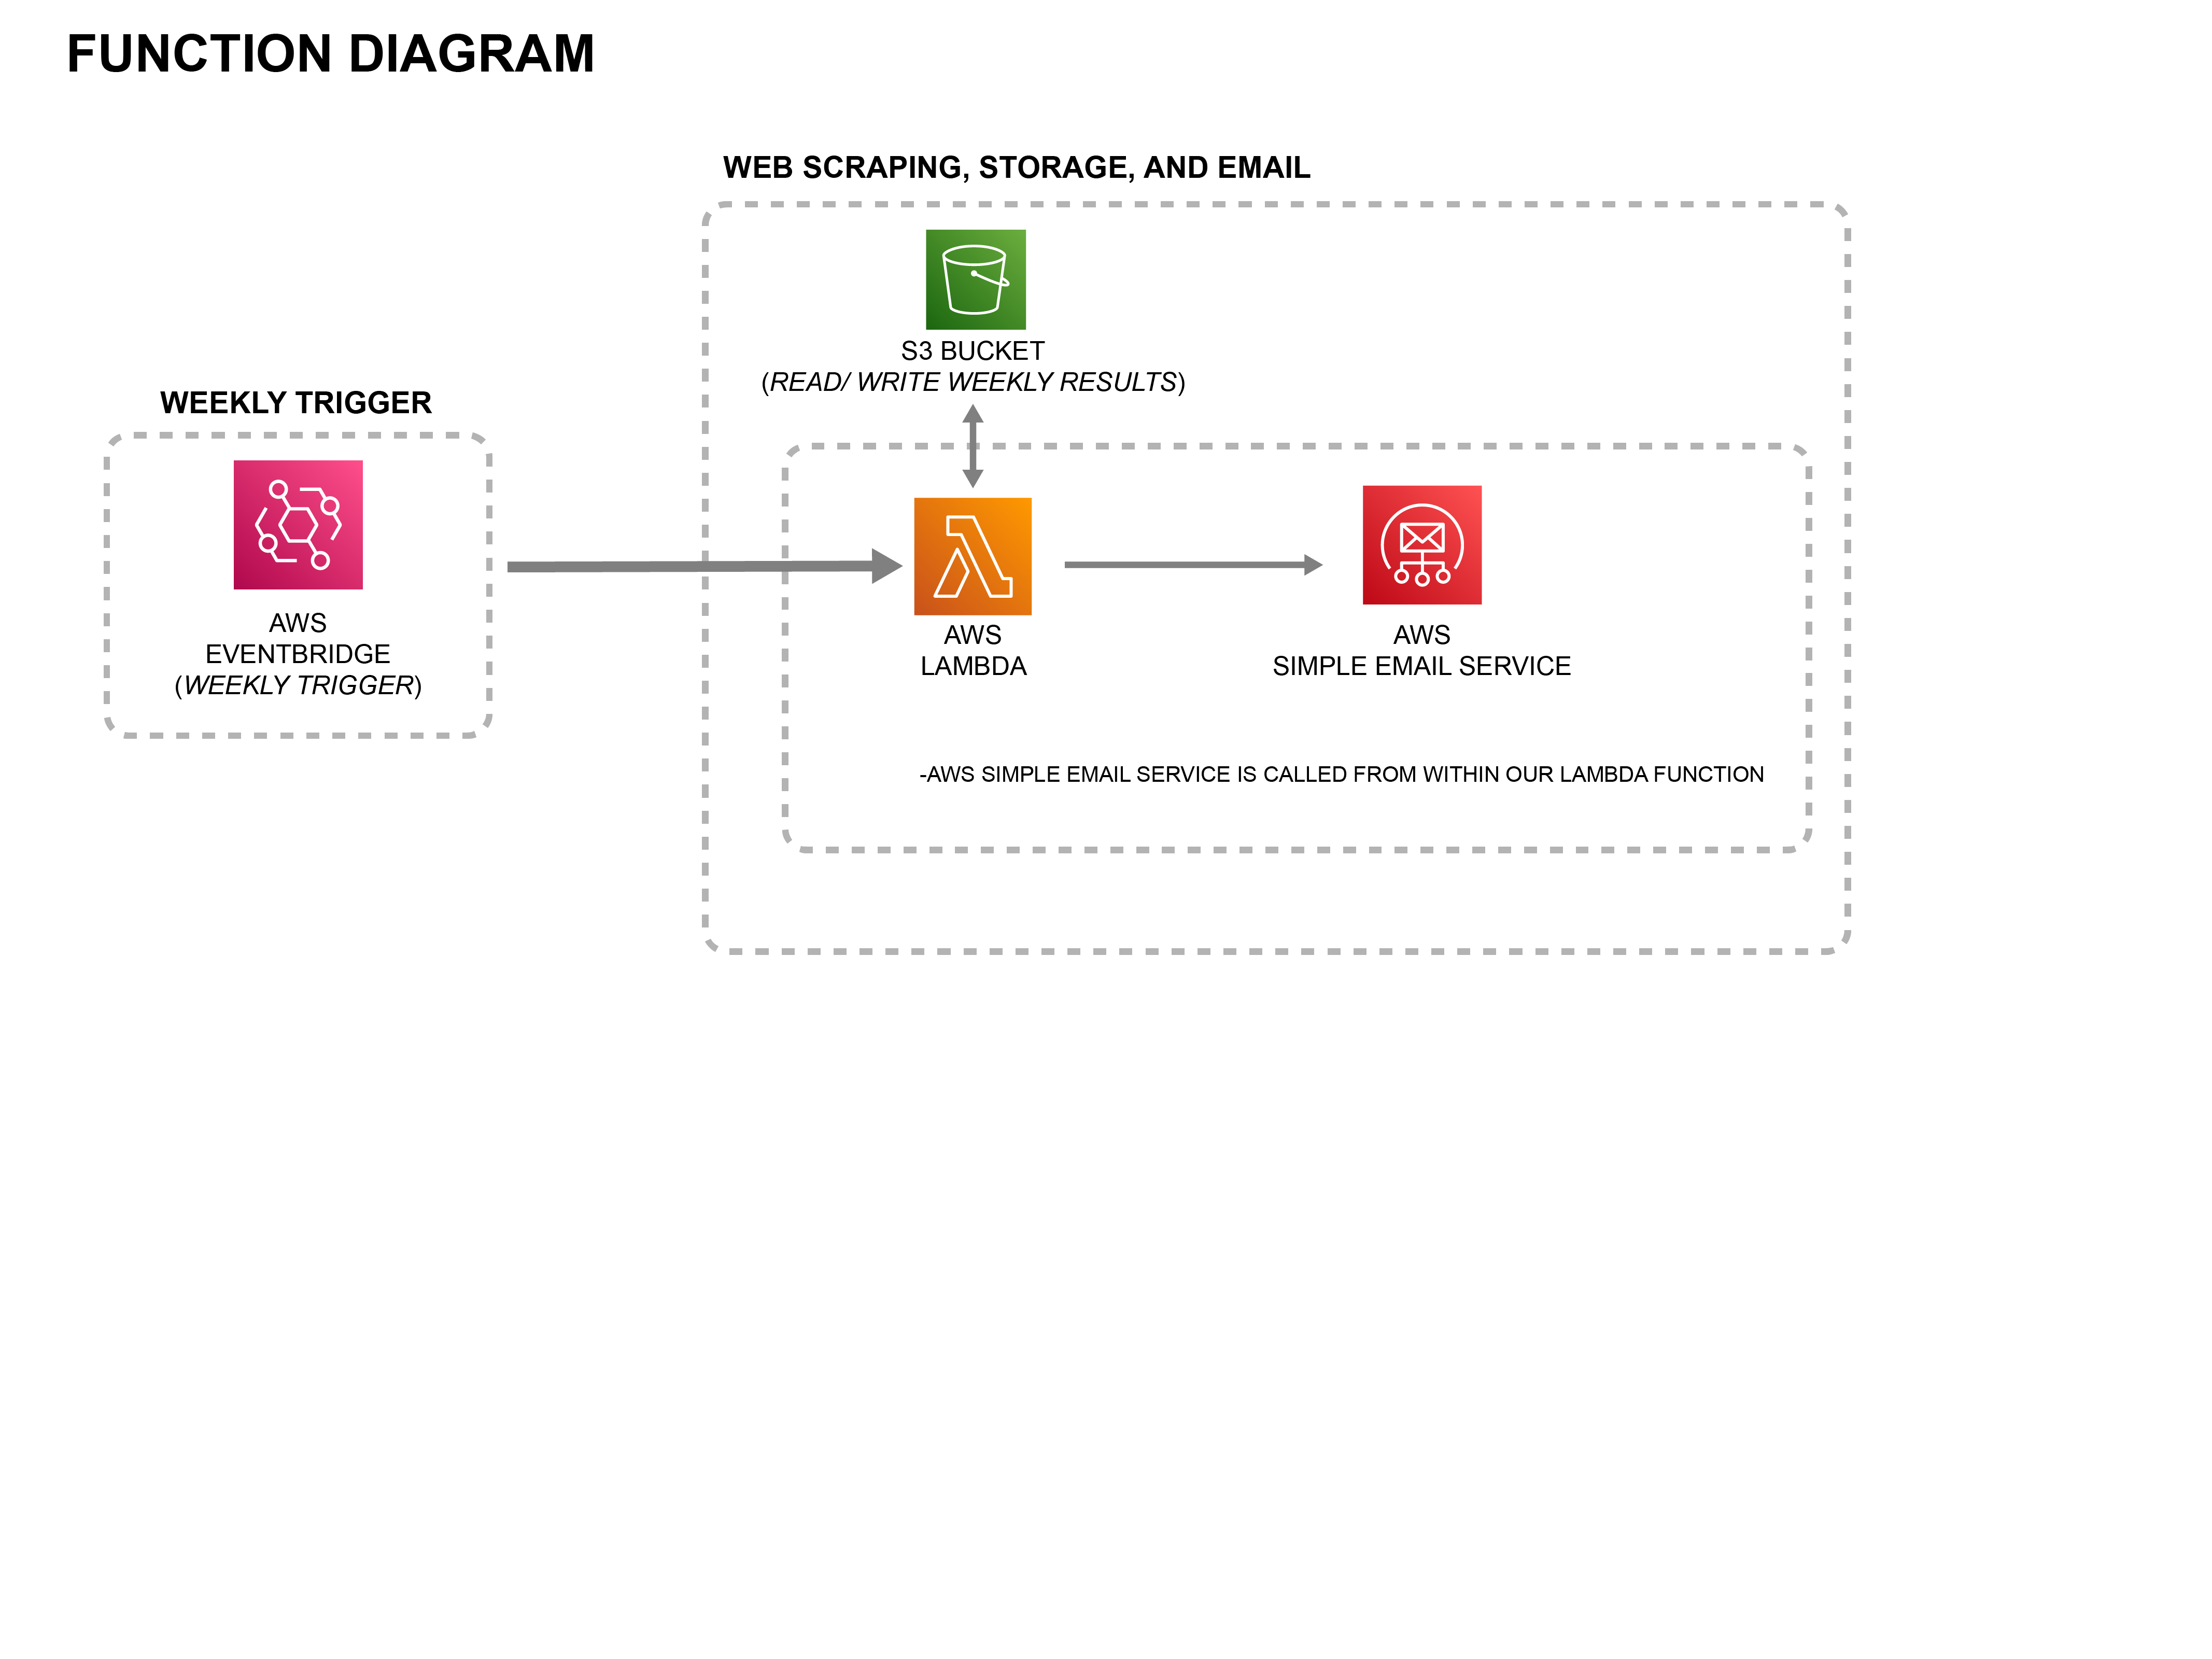 FUNCTION DIAGRAM
WEB SCRAPING, STORAGE, AND EMAIL
S3 BUCKET
(READ/ WRITE WEEKLY RESULTS)
WEEKLY TRIGGER
AWS
EVENTBRIDGE
(WEEKLY TRIGGER)
AWS
LAMBDA
AWS
SIMPLE EMAIL SERVICE
-AWS SIMPLE EMAIL SERVICE IS CALLED FROM WITHIN OUR LAMBDA FUNCTION